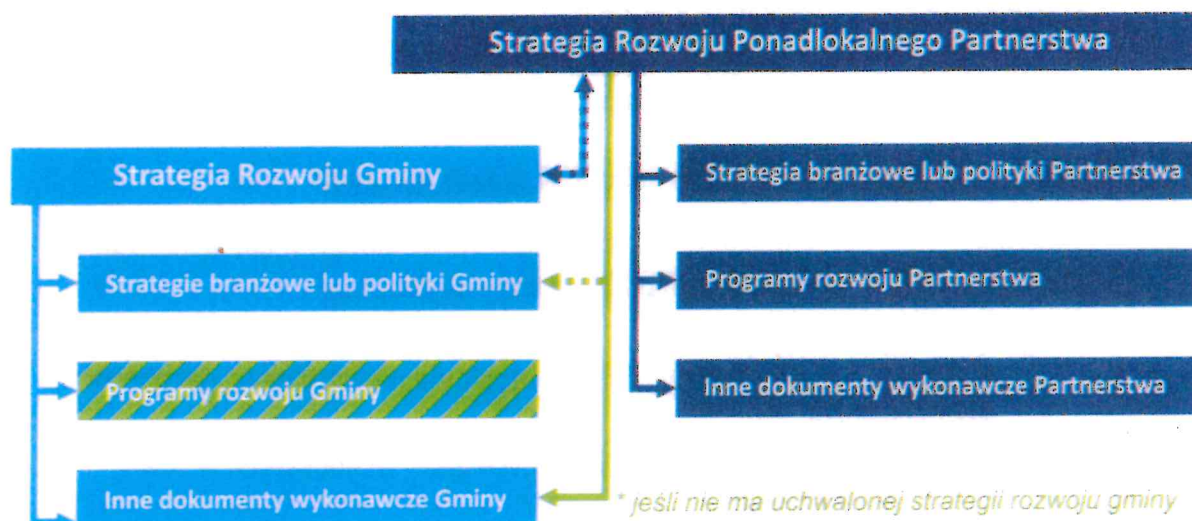 Strategia Rozwoju Ponadlokalnego Partnerstwa
Strategia Rozwoju Gminy
Strategie branżowe lub polityki Gminy
Programy rozwoju Gminy
Inne dokumenty wykonawcze Gminy
Strategia branżowe lub polityki Partnerstwa
Programy rozwoju Partnerstwa
Inne dokumenty wykonawcze Partnerstwa
* jeśli nie ma uchwalonej strategii rozwoju gminy